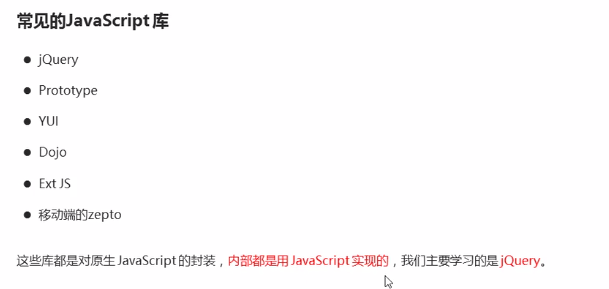 常见的JavaScript 库
● jQuery
● Prototype
● YUI
● Dojo
● Ext JS
● 移动端的zepto
这些库都是对原生 JavaScript 的封装，内部都是用 JavaScript 实现的，我们主要学习的是 jQuery。